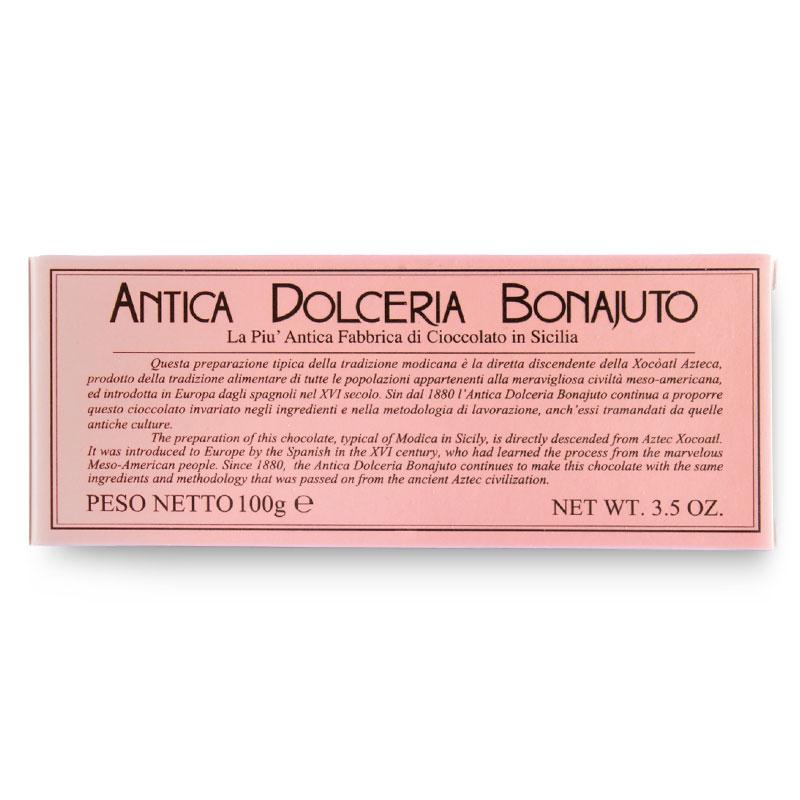 ANTICA DOLCERIA BONAJUTO
La Piu' Antica Fabbrica di Cioccolato in Sicilia
Questa preparazione tipica della tradizione modicana è la diretta discendente della Xocòatl Azteca,
prodotto della tradizione alimentare di tutte le popolazioni appartenenti alla meravigliosa civiltà meso-americana,
ed introdotta in Europa dagli spagnoli nel XVI secolo. Sin dal 1880 l'Antica Dolceria Bonajuto continua a proporre
questo cioccolato invariato negli ingredienti e nella metodologia di lavorazione, anch'essi tramandati da quelle
antiche culture.
The preparation of this chocolate, typical of Modica in Sicily, is directly descended from Aztec Xocoatl.
It was introduced to Europe by the Spanish in the XVI century, who had learned the process from the marvelous
Meso-American people. Since 1880, the Antica Dolceria Bonajuto continues to make this chocolate with the same
ingredients and methodology that was passed on from the ancient Aztec civilization.
PESO NETTO 100g ℮
NET WT. 3.5 OZ.